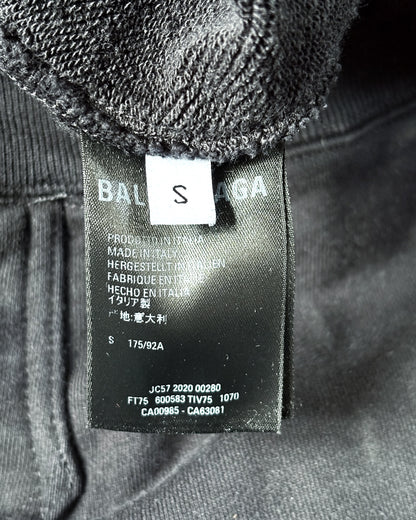 BAL AGA
S
PRODOTTO IN ITALIA
MADE IN ITALY
HERGESTELLT IN ITALIEN
FABRIQUÉ EN ITALIE
HECHO EN ITALIA
イタリア製
产地:意大利
S 175/92A
JC57 2020 00280
FT75 600583 TIV75 1070
CA00985 - CA63081